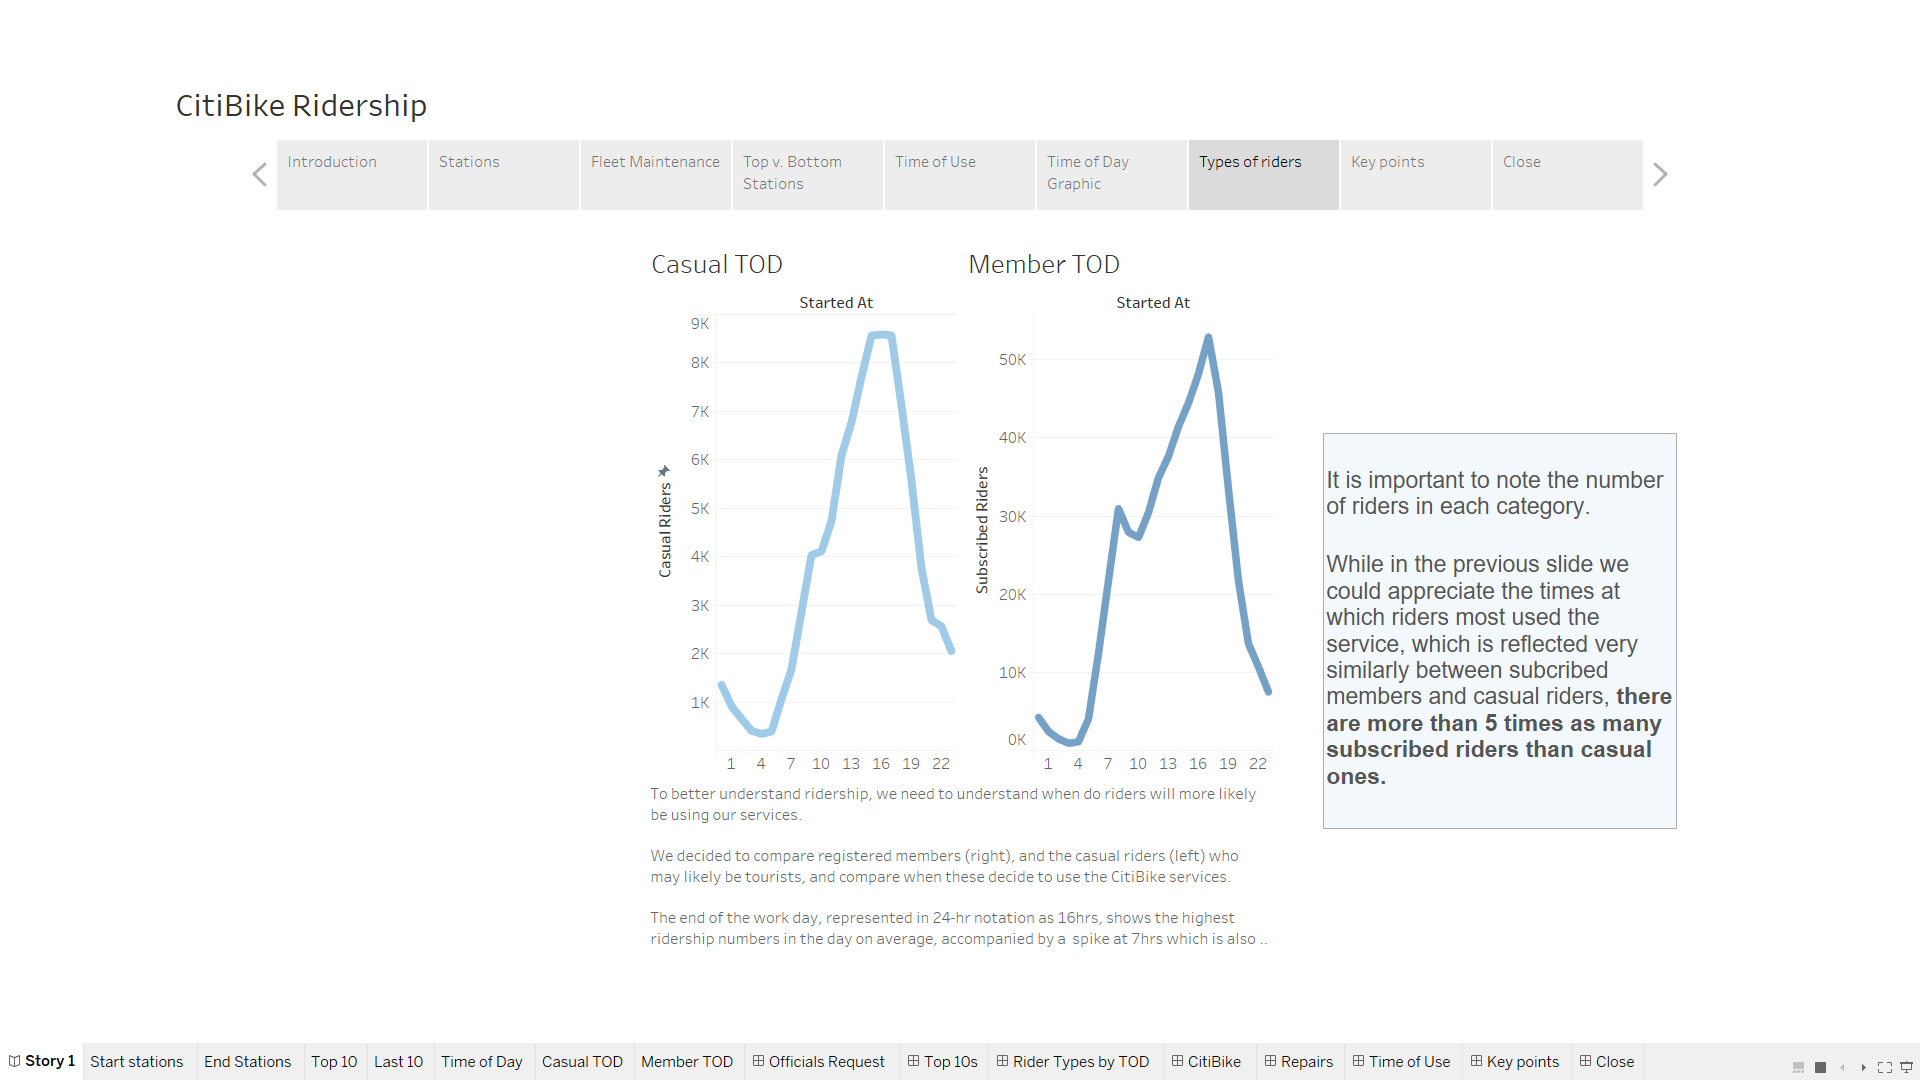 CitiBike Ridership
Introduction
Stations
Fleet Maintenance
Top v. Bottom
Stations
Time of Use
Time of Day
Graphic
Types of riders
Key points
Close
Casual TOD
Started At
9K
8K
7K
6K
5K
4K
3K
2K
1K
Casual Riders
1 4 7 10 13 16 19 22
Member TOD
Started At
50K
40K
30K
20K
10K
0K
Subscribed Riders
1 4 7 10 13 16 19 22
It is important to note the number
of riders in each category.
While in the previous slide we
could appreciate the times at
which riders most used the
service, which is reflected very
similarly between subcribed
members and casual riders, there
are more than 5 times as many
subscribed riders than casual
ones.
To better understand ridership, we need to understand when do riders will more likely
be using our services.
We decided to compare registered members (right), and the casual riders (left) who
may likely be tourists, and compare when these decide to use the CitiBike services.
The end of the work day, represented in 24-hr notation as 16hrs, shows the highest
ridership numbers in the day on average, accompanied by a  spike at 7hrs which is also ..
Story 1
Start stations
End Stations
Top 10
Last 10
Time of Day
Casual TOD
Member TOD
Officials Request
Top 10s
Rider Types by TOD
CitiBike
Repairs
Time of Use
Key points
Close